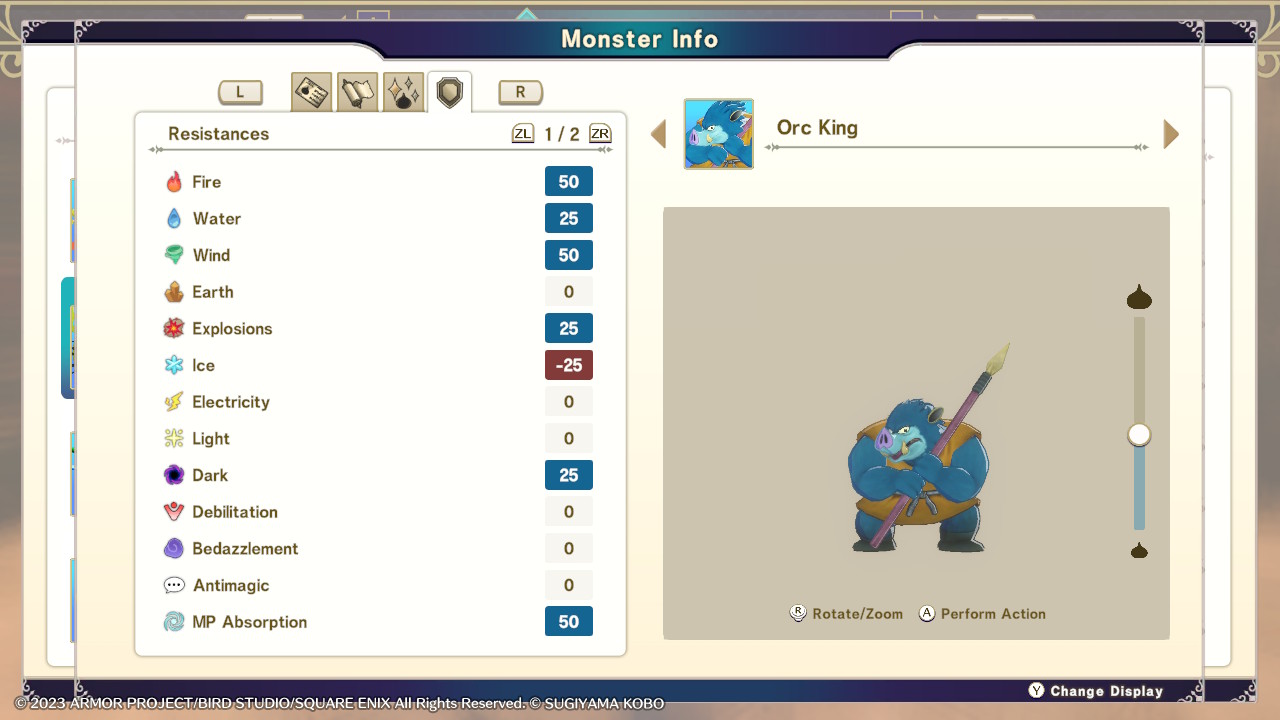 Monster Info
L
R
Resistances
ZL 1 / 2 ZR
Orc King
Fire 50
Water 25
Wind 50
Earth 0
Explosions 25
Ice -25
Electricity 0
Light 0
Dark 25
Debilitation 0
Bedazzlement 0
Antimagic 0
MP Absorption 50
R Rotate/Zoom A Perform Action
Y Change Display
© 2023 ARMOR PROJECT/BIRD STUDIO/SQUARE ENIX All Rights Reserved. © SUGIYAMA KOBO